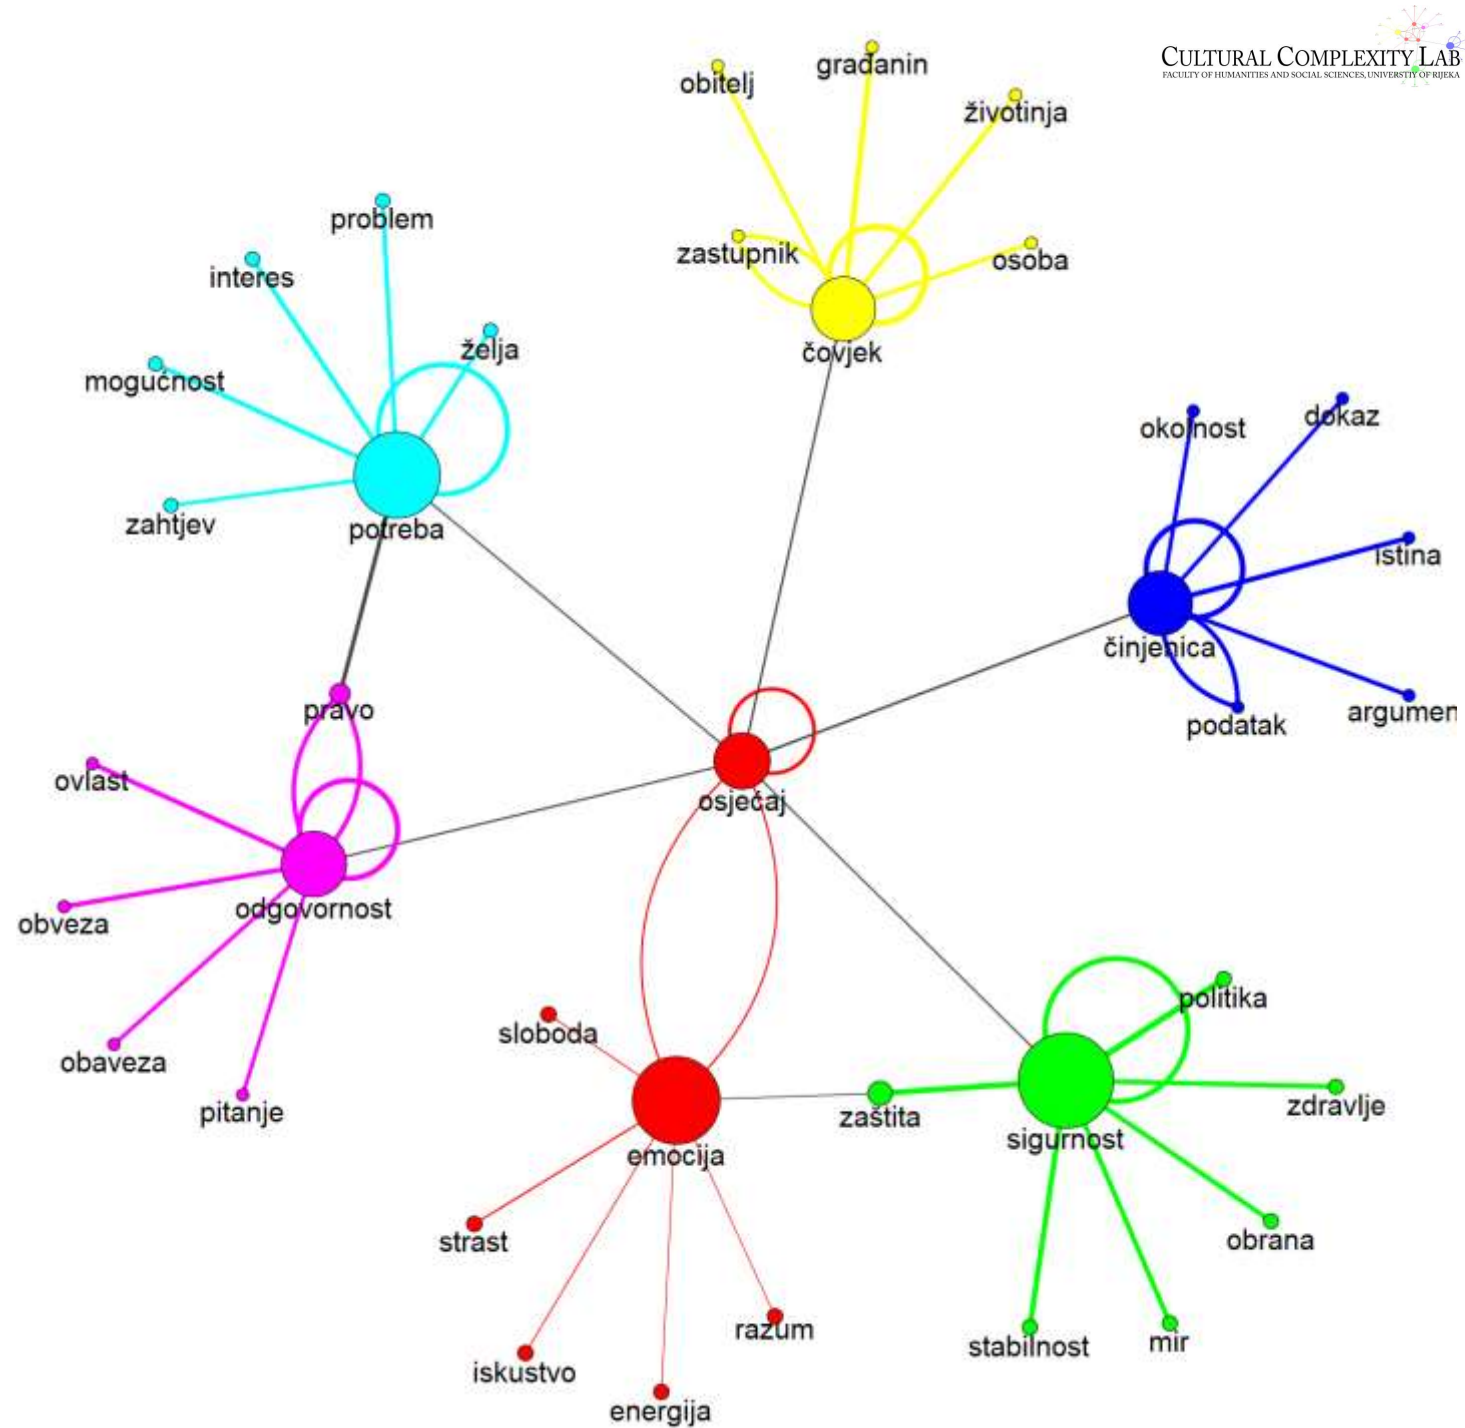 CULTURAL COMPLEXITY LAB
FACULTY OF HUMANITIES AND SOCIAL SCIENCES, UNIVERSTIY OF RIJEKA
građanin
obitelj
životinja
zastupnik
osoba
čovjek
problem
interes
želja
mogućnost
zahtjev
potreba
okolnost
dokaz
istina
činjenica
podatak
argumen
pravo
ovlast
odgovornost
obveza
obaveza
pitanje
osjećaj
sloboda
emocija
strast
iskustvo
energija
razum
zaštita
politika
zdravlje
sigurnost
obrana
stabilnost
mir